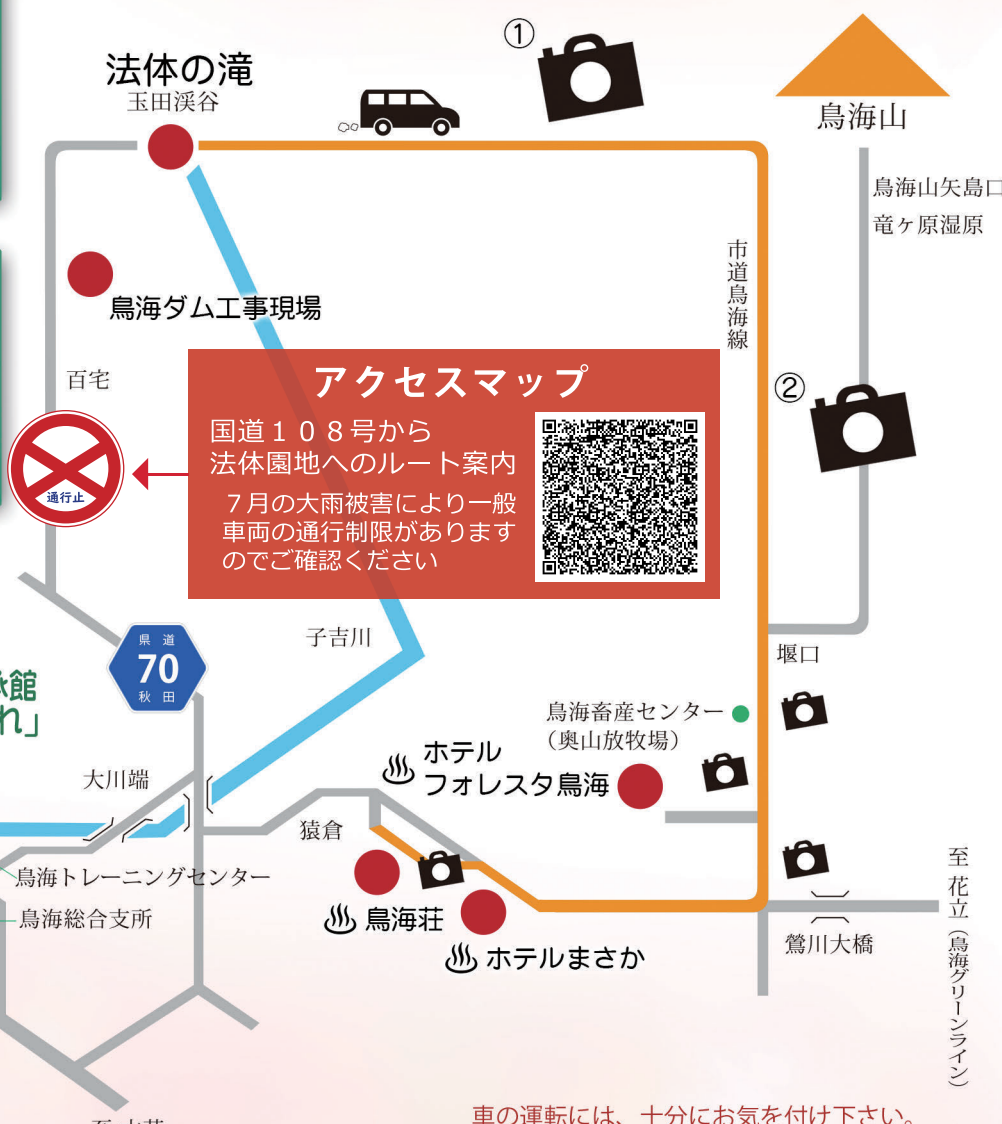 ①
法体の滝
玉田渓谷
鳥海山
鳥海山矢島口
竜ヶ原湿原
市道鳥海線
鳥海ダム工事現場
百宅
アクセスマップ
国道１０８号から
法体園地へのルート案内
７月の大雨被害により一般
車両の通行制限があります
のでご確認ください
②
通行止
県道
70
秋田
子吉川
堰口
館
れ」
鳥海畜産センター
（奥山放牧場）
ホテル
フォレスタ鳥海
大川端
猿倉
鳥海トレーニングセンター
鳥海総合支所
鳥海荘
ホテルまさか
鶯川大橋
至 花立（鳥海グリーンライン）
車の運転には、十分にお気を付け下さい。